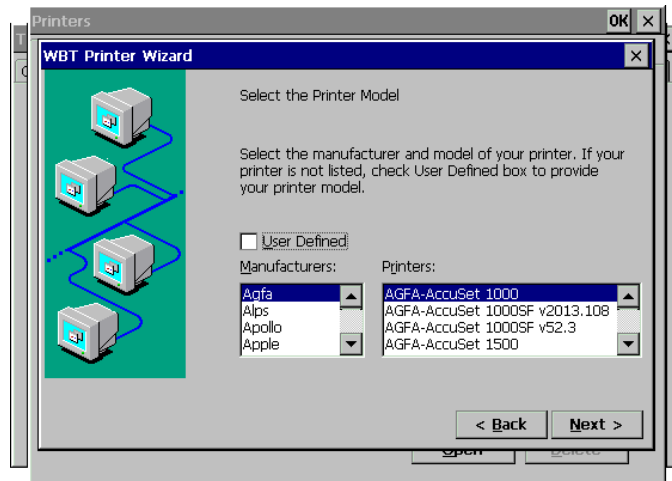 Printers
OK
WBT Printer Wizard
Select the Printer Model
Select the manufacturer and model of your printer. If your
printer is not listed, check User Defined box to provide
your printer model.
User Defined
Manufacturers:
Printers:
Agfa
Alps
Apollo
Apple
AGFA-AccuSet 1000
AGFA-AccuSet 1000SF v2013.108
AGFA-AccuSet 1000SF v52.3
AGFA-AccuSet 1500
< Back
Next >
Open
Delete